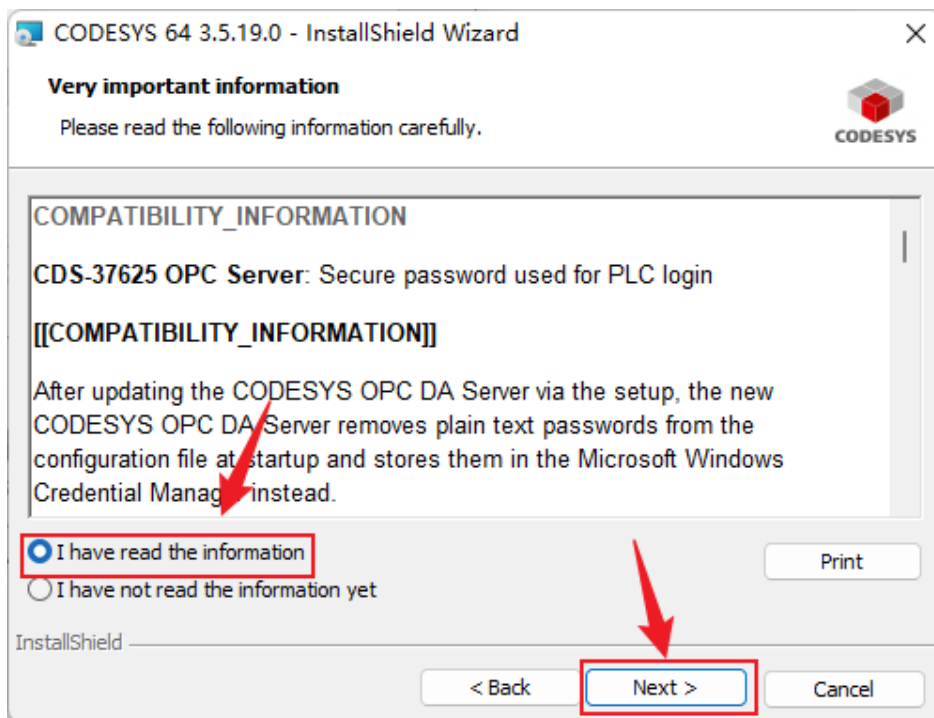 CODESYS 64 3.5.19.0 - InstallShield Wizard
Very important information
Please read the following information carefully.
CODESYS
COMPATIBILITY_INFORMATION
CDS-37625 OPC Server: Secure password used for PLC login
[[COMPATIBILITY_INFORMATION]]
After updating the CODESYS OPC DA Server via the setup, the new
CODESYS OPC DA Server removes plain text passwords from the
configuration file at startup and stores them in the Microsoft Windows
Credential Manager instead.
I have read the information
Print
I have not read the information yet
InstallShield
< Back
Next >
Cancel